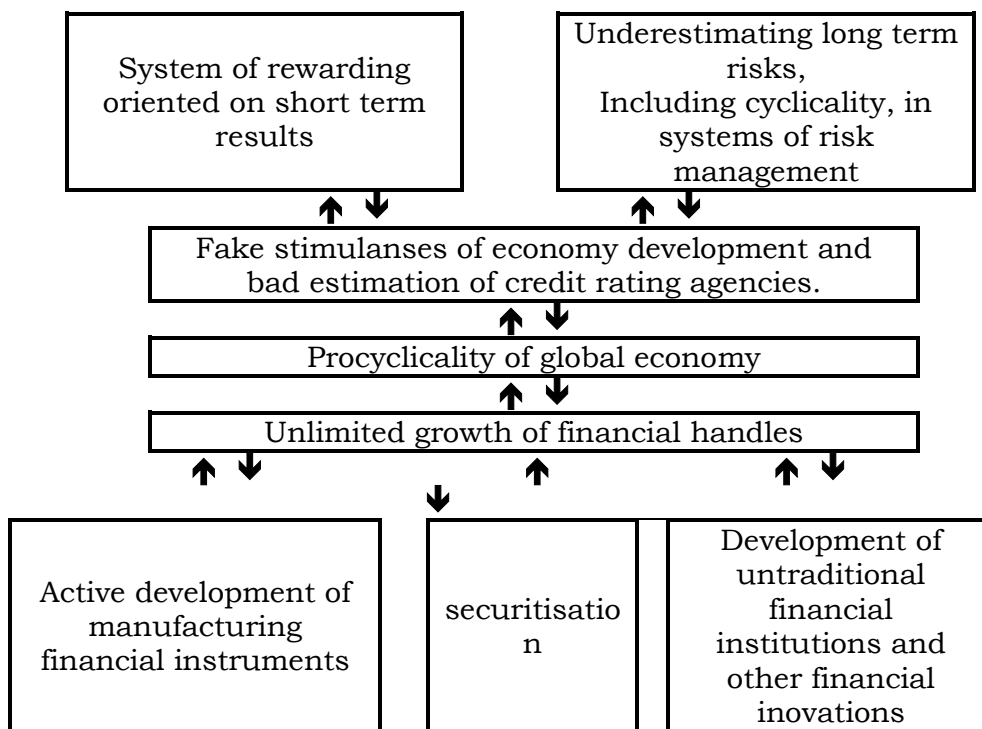 System of rewarding
oriented on short term
results
Underestimating long term
risks,
Including cyclicality, in
systems of risk
management
Fake stimulanses of economy development and
bad estimation of credit rating agencies.
Procyclicality of global economy
Unlimited growth of financial handles
Active development of
manufacturing
financial instruments
securitisatio
n
Development of
untraditional
financial
institutions and
other financial
inovations